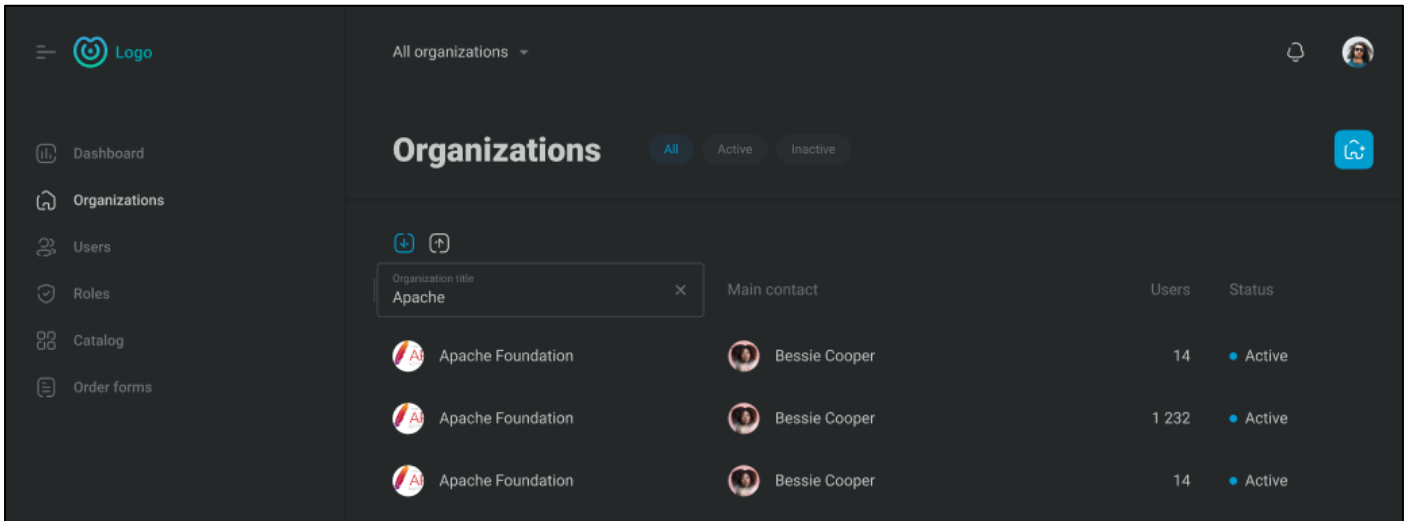 Logo
All organizations
Dashboard
Organizations
Users
Roles
Catalog
Order forms
Organizations
All
Active
Inactive
Organization title
Apache
Main contact
Users
Status
Apache Foundation
Bessie Cooper
14
Active
Apache Foundation
Bessie Cooper
1 232
Active
Apache Foundation
Bessie Cooper
14
Active